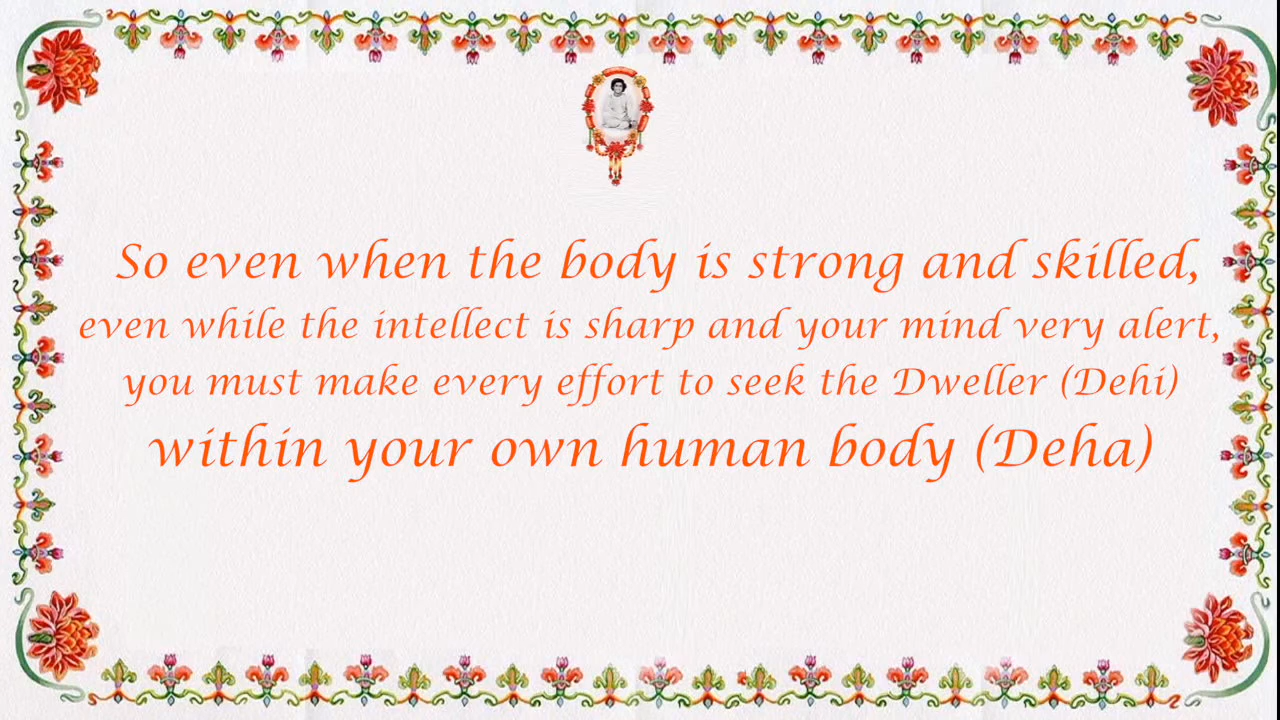 So even when the body is strong and skilled,
even while the intellect is sharp and your mind very alert,
you must make every effort to seek the Dweller (Dehi)
within your own human body (Deha)